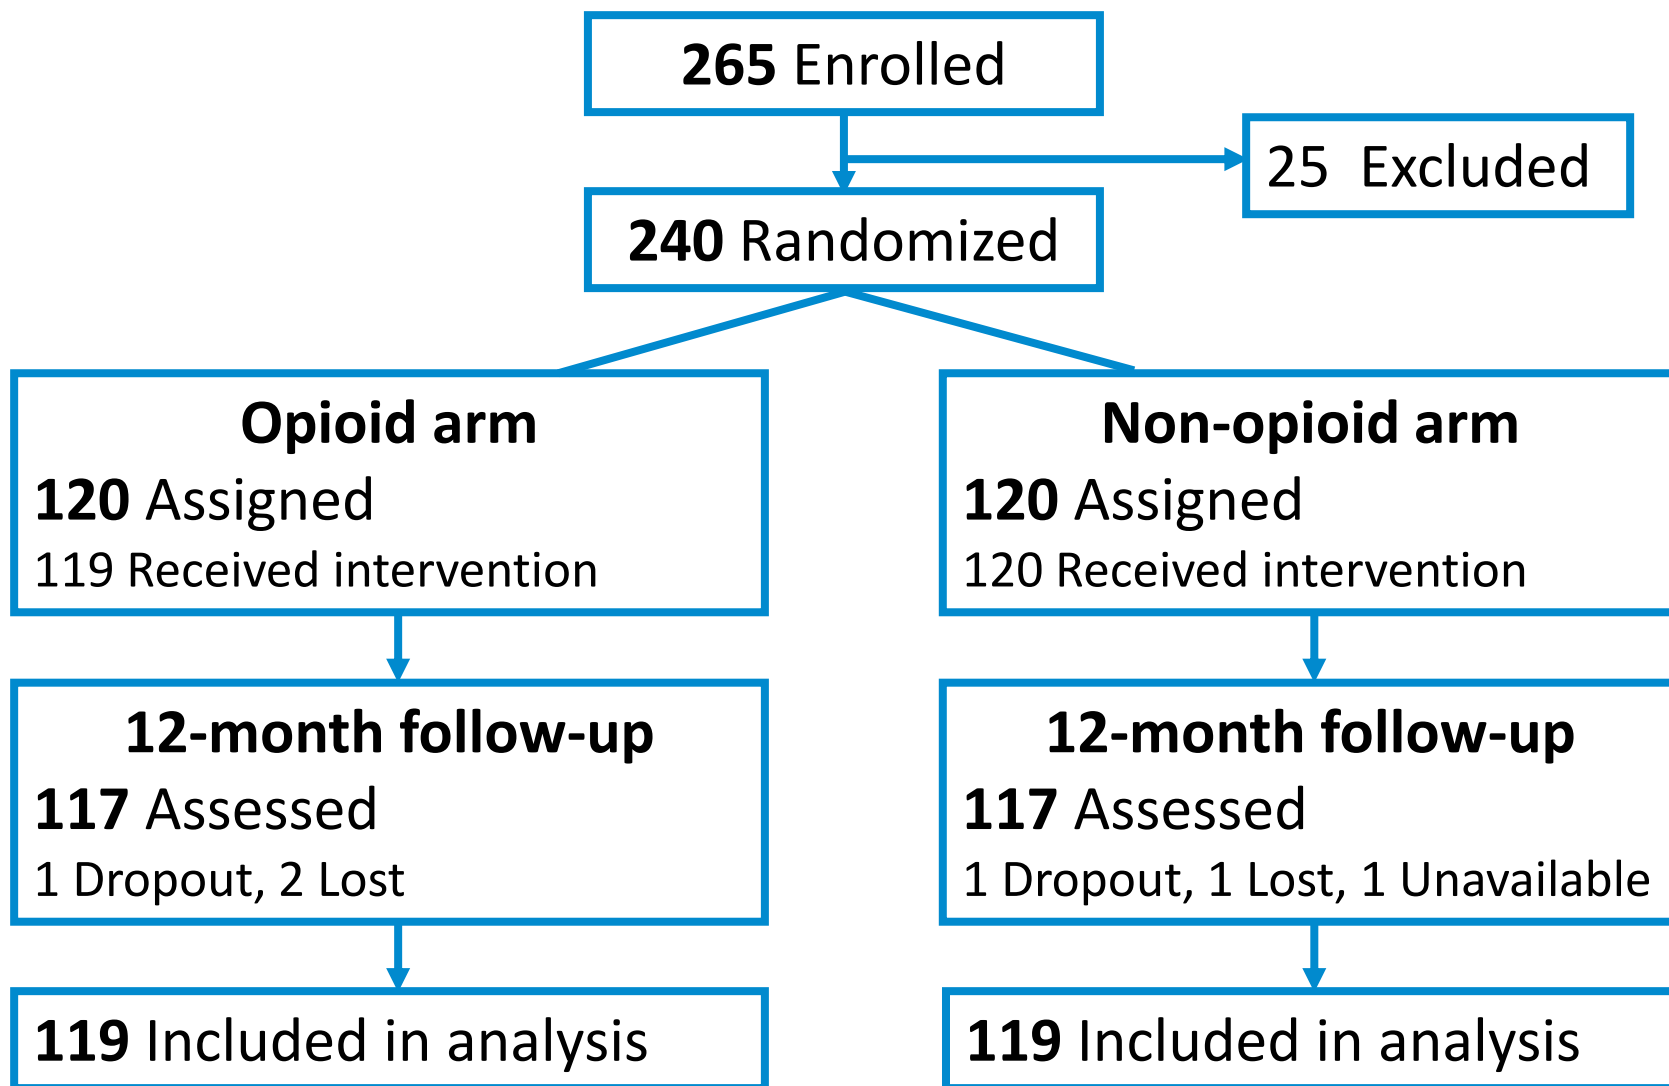 265 Enrolled
25 Excluded
240 Randomized
Opioid arm
120 Assigned
119 Received intervention
Non-opioid arm
120 Assigned
120 Received intervention
12-month follow-up
117 Assessed
1 Dropout, 2 Lost
12-month follow-up
117 Assessed
1 Dropout, 1 Lost, 1 Unavailable
119 Included in analysis
119 Included in analysis